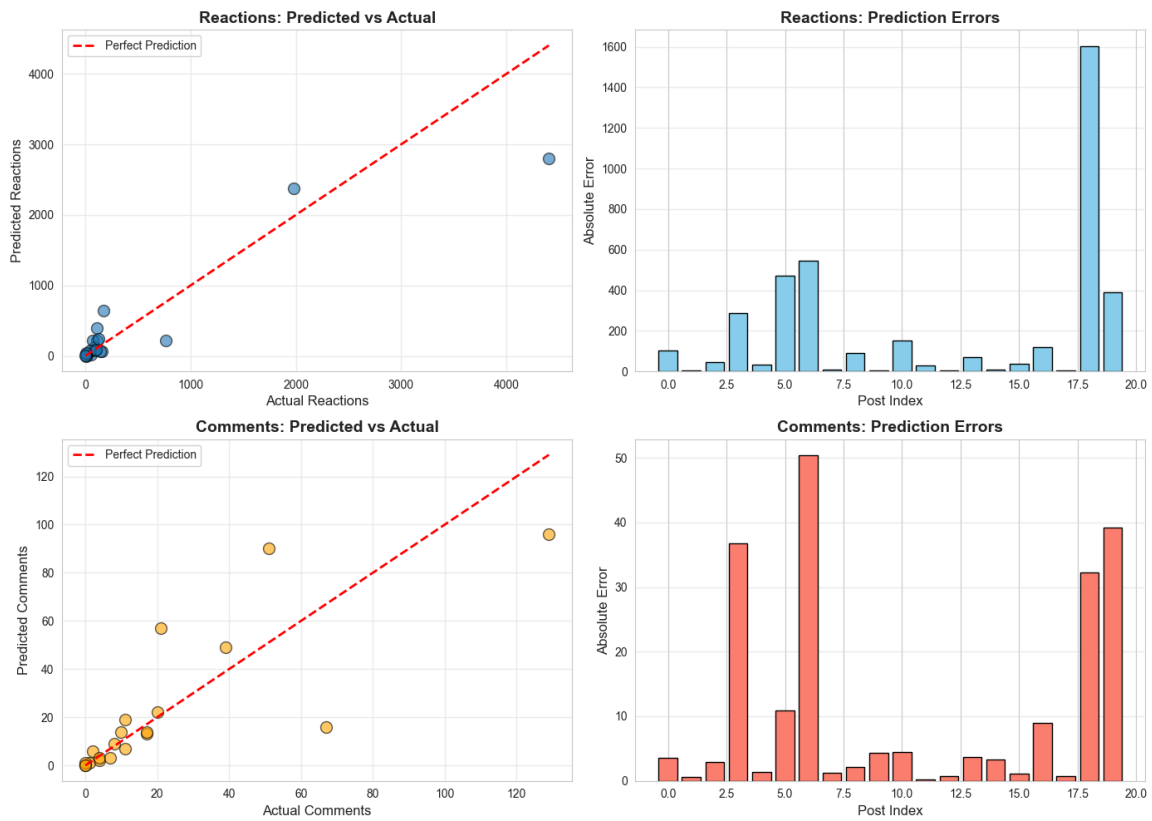 Reactions: Predicted vs Actual
Perfect Prediction
Predicted Reactions
4000
3000
2000
1000
0
0 1000 2000 3000 4000
Actual Reactions
Reactions: Prediction Errors
Absolute Error
1600
1400
1200
1000
800
600
400
200
0
0.0 2.5 5.0 7.5 10.0 12.5 15.0 17.5 20.0
Post Index
Comments: Predicted vs Actual
Perfect Prediction
Predicted Comments
120
100
80
60
40
20
0
0 20 40 60 80 100 120
Actual Comments
Comments: Prediction Errors
Absolute Error
50
40
30
20
10
0
0.0 2.5 5.0 7.5 10.0 12.5 15.0 17.5 20.0
Post Index